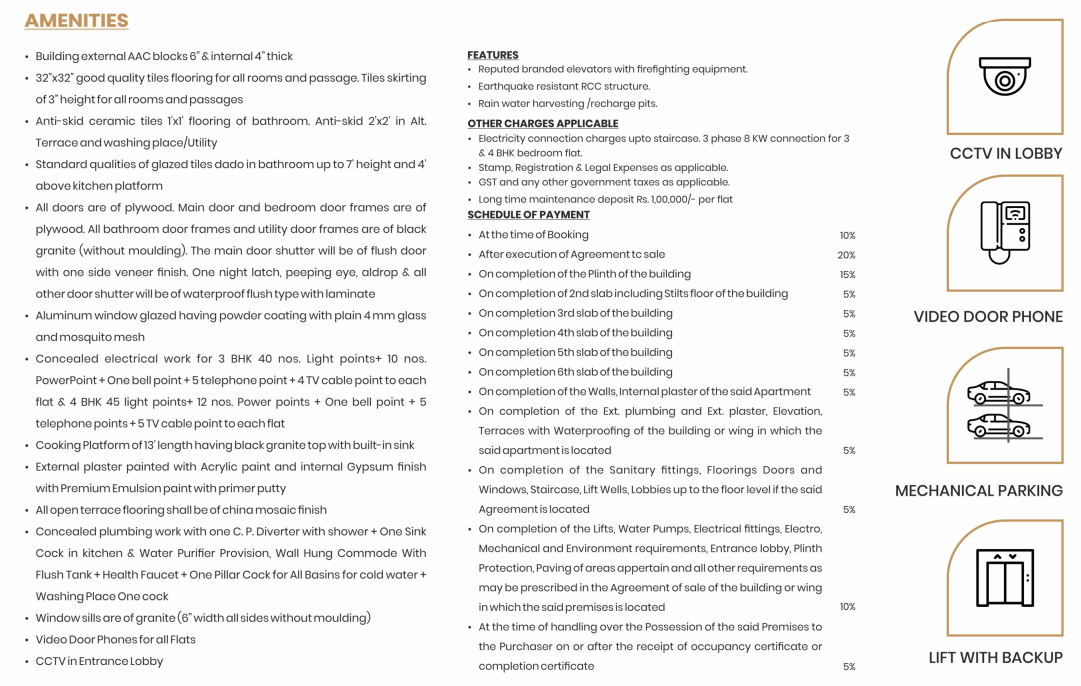 AMENITIES
• Building external AAC blocks 6" & internal 4" thick
• 32"x32" good quality tiles flooring for all rooms and passage. Tiles skirting
of 3" height for all rooms and passages
• Anti-skid ceramic tiles 1'x1' flooring of bathroom. Anti-skid 2'x2' in Alt.
Terrace and washing place/Utility
• Standard qualities of glazed tiles dado in bathroom up to 7' height and 4'
above kitchen platform
• All doors are of plywood. Main door and bedroom door frames are of
plywood. All bathroom door frames and utility door frames are of black
granite (without moulding). The main door shutter will be of flush door
with one side veneer finish. One night latch, peeping eye, aldrop & all
other door shutter will be of waterproof flush type with laminate
• Aluminum window glazed having powder coating with plain 4 mm glass
and mosquito mesh
• Concealed electrical work for 3 BHK 40 nos. Light points+ 10 nos.
PowerPoint + One bell point + 5 telephone point + 4 TV cable point to each
flat & 4 BHK 45 light points+ 12 nos. Power points + One bell point + 5
telephone points + 5 TV cable point to each flat
• Cooking Platform of 13' length having black granite top with built-in sink
• External plaster painted with Acrylic paint and internal Gypsum finish
with Premium Emulsion paint with primer putty
• All open terrace flooring shall be of china mosaic finish
• Concealed plumbing work with one C. P. Diverter with shower + One Sink
Cock in kitchen & Water Purifier Provision, Wall Hung Commode With
Flush Tank + Health Faucet + One Pillar Cock for All Basins for cold water +
Washing Place One cock
• Window sills are of granite (6" width all sides without moulding)
• Video Door Phones for all Flats
• CCTV in Entrance Lobby
FEATURES
• Reputed branded elevators with firefighting equipment.
• Earthquake resistant RCC structure.
• Rain water harvesting /recharge pits.
OTHER CHARGES APPLICABLE
• Electricity connection charges upto staircase. 3 phase 8 KW connection for 3
& 4 BHK bedroom flat.
• Stamp, Registration & Legal Expenses as applicable.
• GST and any other government taxes as applicable.
• Long time maintenance deposit Rs. 1,00,000/- per flat
SCHEDULE OF PAYMENT
• At the time of Booking 10%
• After execution of Agreement tc sale 20%
• On completion of the Plinth of the building 15%
• On completion of 2nd slab including Stilts floor of the building 5%
• On completion 3rd slab of the building 5%
• On completion 4th slab of the building 5%
• On completion 5th slab of the building 5%
• On completion 6th slab of the building 5%
• On completion of the Walls, Internal plaster of the said Apartment 5%
• On completion of the Ext. plumbing and Ext. plaster, Elevation,
Terraces with Waterproofing of the building or wing in which the
said apartment is located 5%
• On completion of the Sanitary fittings, Floorings Doors and
Windows, Staircase, Lift Wells, Lobbies up to the floor level if the said
Agreement is located 5%
• On completion of the Lifts, Water Pumps, Electrical fittings, Electro,
Mechanical and Environment requirements, Entrance lobby, Plinth
Protection, Paving of areas appertain and all other requirements as
may be prescribed in the Agreement of sale of the building or wing
in which the said premises is located 10%
• At the time of handling over the Possession of the said Premises to
the Purchaser on or after the receipt of occupancy certificate or
completion certificate 5%
CCTV IN LOBBY
VIDEO DOOR PHONE
MECHANICAL PARKING
LIFT WITH BACKUP